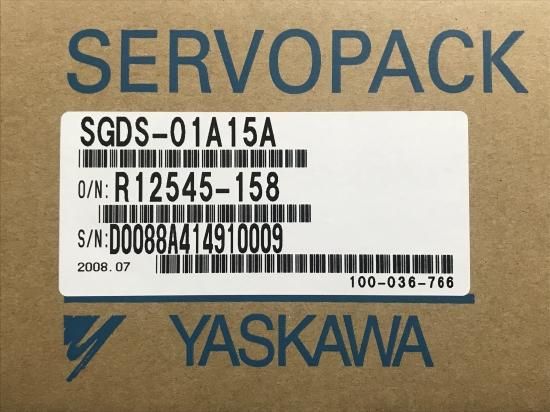 SERVOPACK
SGDS-01A15A
O/N: R12545-158
S/N: D0088A414910009
2008.07
100-036-766
YASKAWA